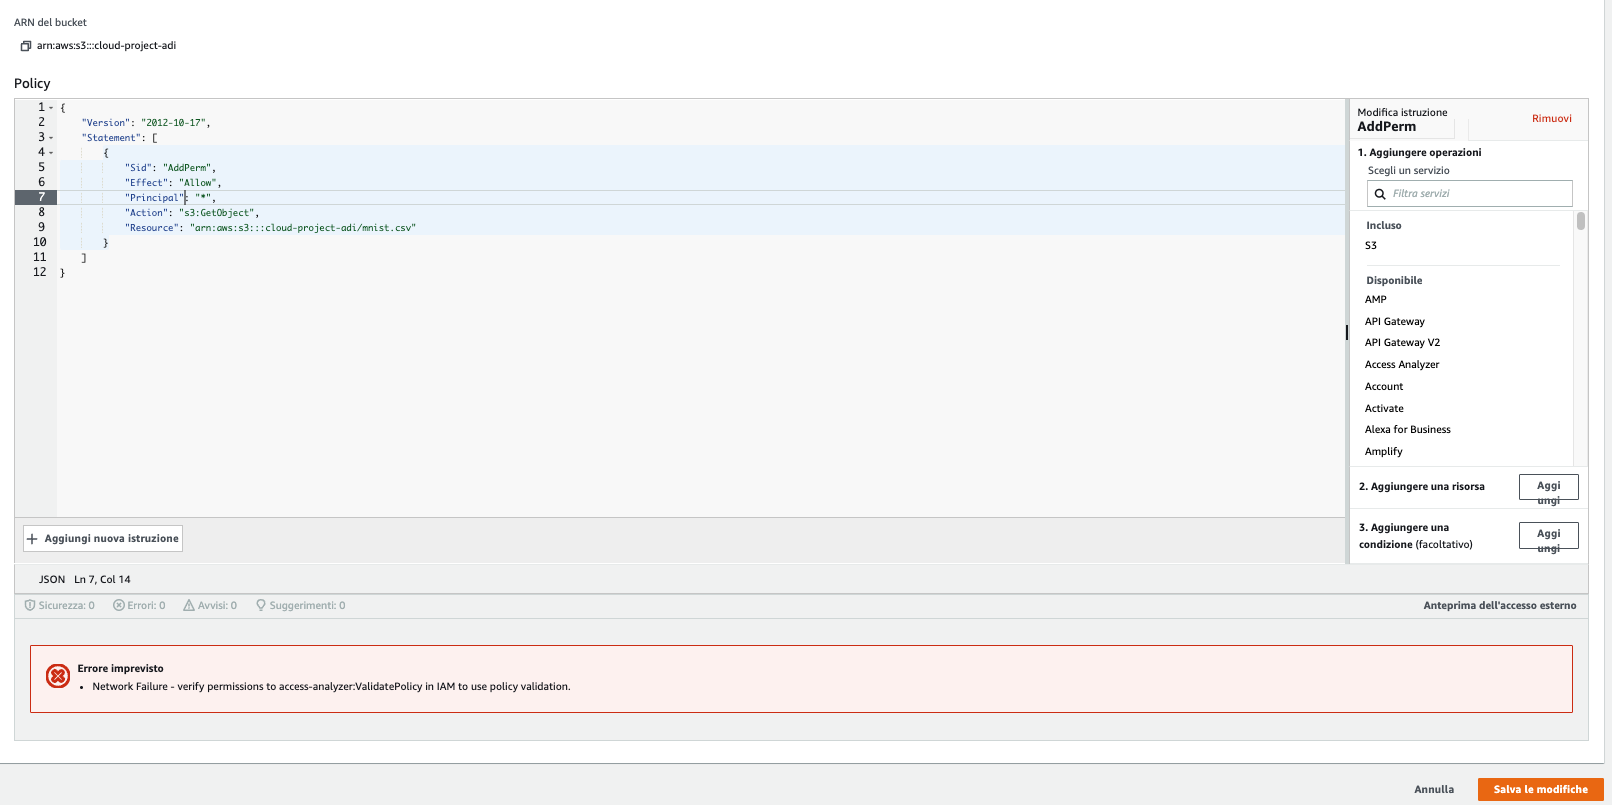 ARN del bucket
arn:aws:s3:::cloud-project-adi
Policy
1 {
2 "Version": "2012-10-17",
3 "Statement": [
4 {
5 "Sid": "AddPerm",
6 "Effect": "Allow",
7 "Principal": "*",
8 "Action": "s3:GetObject",
9 "Resource": "arn:aws:s3:::cloud-project-adi/mnist.csv"
10 }
11 ]
12 }
+ Aggiungi nuova istruzione
JSON Ln 7, Col 14
Modifica istruzione
AddPerm
Rimuovi
1. Aggiungere operazioni
Scegli un servizio
Filtra servizi
Incluso
S3
Disponibile
AMP
API Gateway
API Gateway V2
Access Analyzer
Account
Activate
Alexa for Business
Amplify
2. Aggiungere una risorsa
Aggi
ungi
3. Aggiungere una
condizione (facoltativo)
Aggi
ungi
Sicurezza: 0 Errori: 0 Avvisi: 0 Suggerimenti: 0
Anteprima dell'accesso esterno
Errore imprevisto
• Network Failure - verify permissions to access-analyzer:ValidatePolicy in IAM to use policy validation.
Annulla
Salva le modifiche